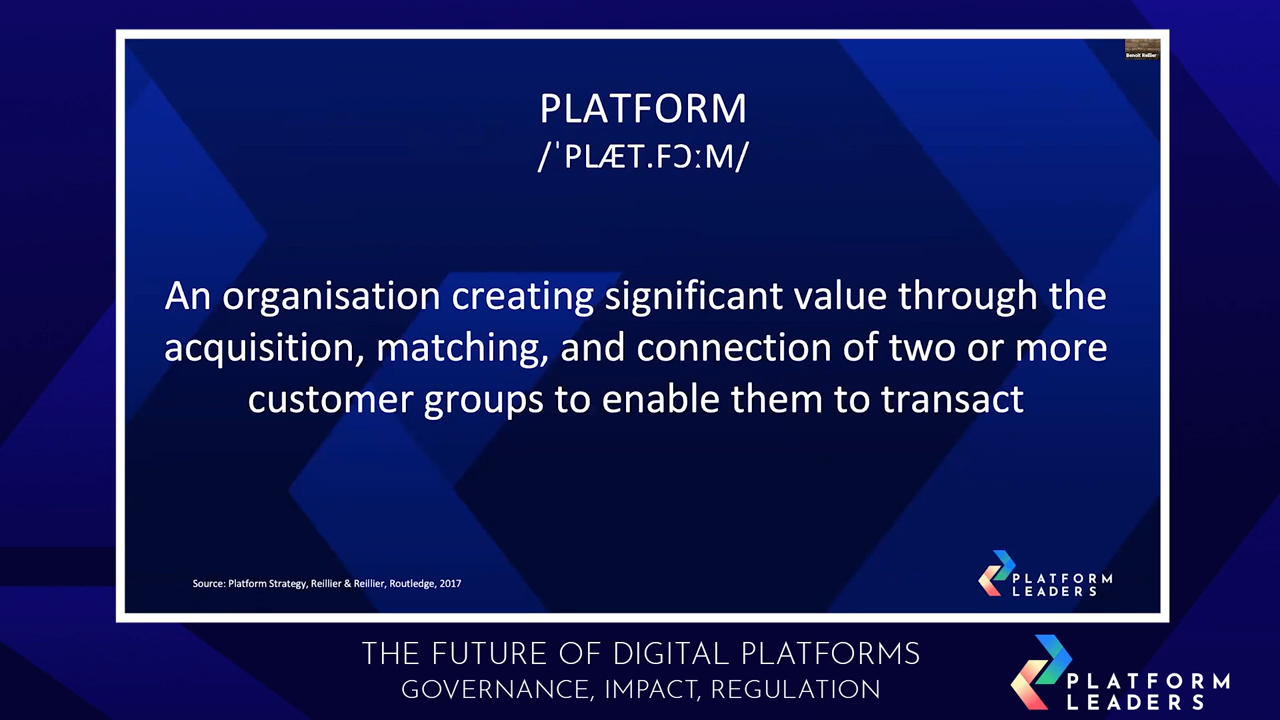 Benoit Reillier
PLATFORM
/ˈPLÆT.FƆːM/
An organisation creating significant value through the
acquisition, matching, and connection of two or more
customer groups to enable them to transact
Source: Platform Strategy, Reillier & Reillier, Routledge, 2017
PLATFORM
LEADERS
THE FUTURE OF DIGITAL PLATFORMS
GOVERNANCE, IMPACT, REGULATION
PLATFORM
LEADERS